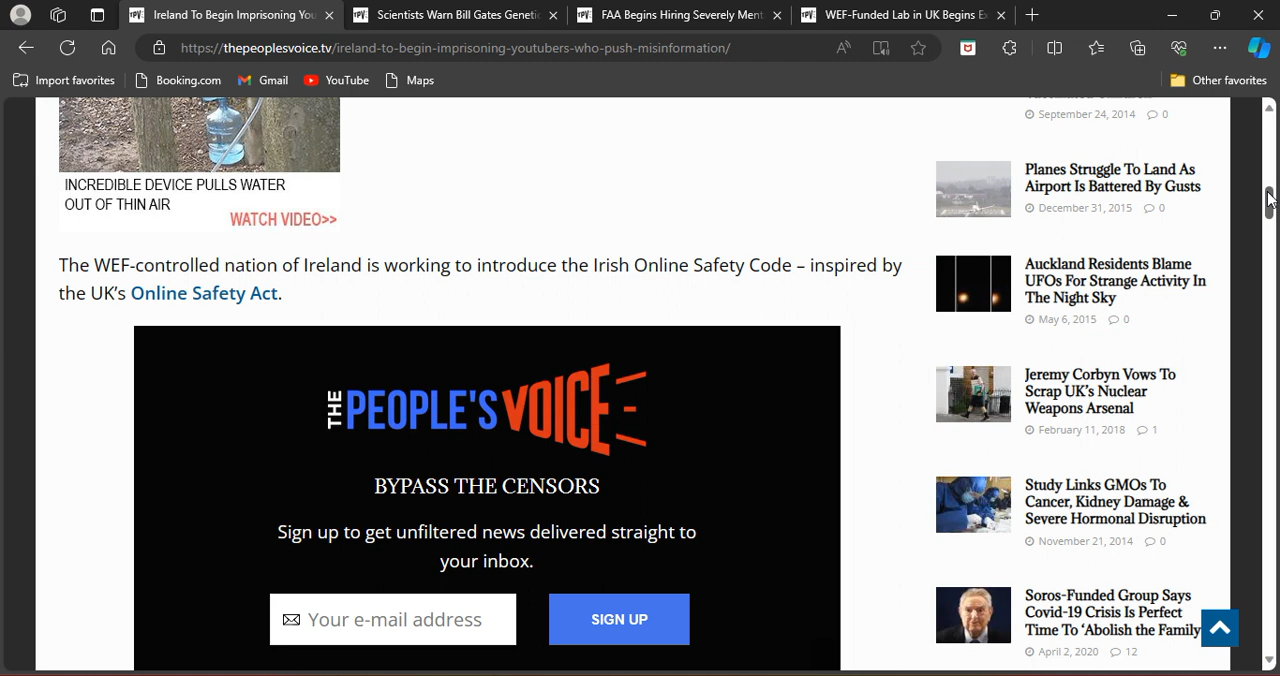 Ireland To Begin Imprisoning You
Scientists Warn Bill Gates Geneti
FAA Begins Hiring Severely Ment
WEF-Funded Lab in UK Begins E
https://thepeoplesvoice.tv/ireland-to-begin-imprisoning-youtubers-who-push-misinformation/
Import favorites
Booking.com
Gmail
YouTube
Maps
Other favorites
INCREDIBLE DEVICE PULLS WATER
OUT OF THIN AIR
WATCH VIDEO>>
The WEF-controlled nation of Ireland is working to introduce the Irish Online Safety Code – inspired by
the UK's Online Safety Act.
THE PEOPLE'S VOICE
BYPASS THE CENSORS
Sign up to get unfiltered news delivered straight to
your inbox.
Your e-mail address
SIGN UP
September 24, 2014 0
Planes Struggle To Land As
Airport Is Battered By Gusts
December 31, 2015 0
Auckland Residents Blame
UFOs For Strange Activity In
The Night Sky
May 6, 2015 0
Jeremy Corbyn Vows To
Scrap UK's Nuclear
Weapons Arsenal
February 11, 2018 1
Study Links GMOs To
Cancer, Kidney Damage &
Severe Hormonal Disruption
November 21, 2014 0
Soros-Funded Group Says
Covid-19 Crisis Is Perfect
Time To 'Abolish the Family
April 2, 2020 12